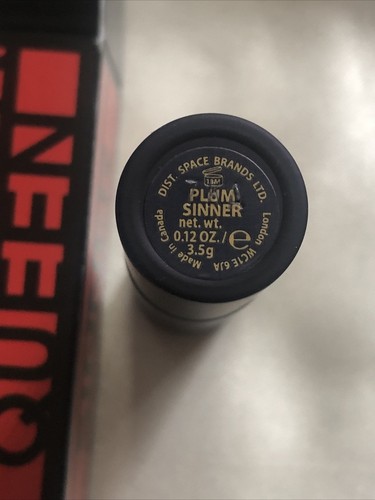 DIST. SPACE BRANDS LTD.
London WC1E 6JA
Made in Canada
18M
PLUM
SINNER
net. wt.
0.12 OZ./ e
3.5g